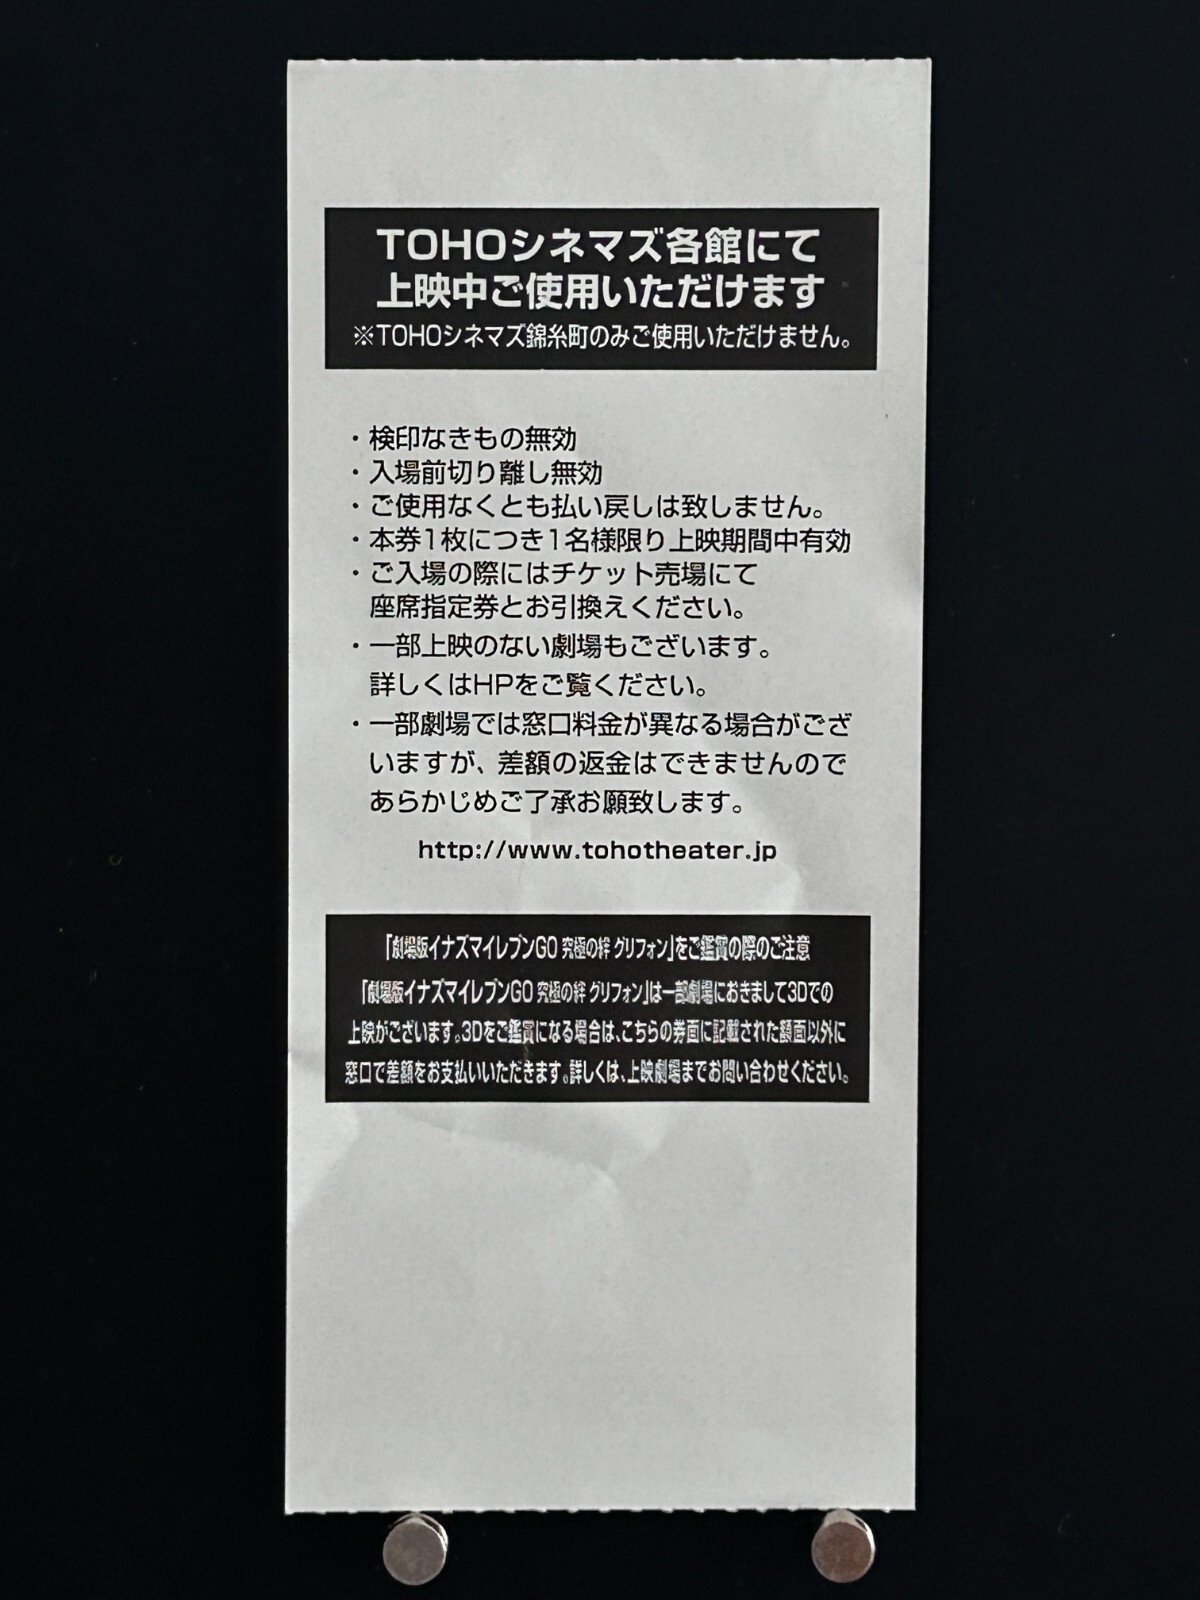 TOHOシネマズ各館にて
上映中ご使用いただけます
※TOHOシネマズ錦糸町のみご使用いただけません。
・検印なきもの無効
・入場前切り離し無効
・ご使用なくとも払い戻しは致しません。
・本券1枚につき1名様限り上映期間中有効
・ご入場の際にはチケット売場にて
座席指定券とお引換えください。
・一部上映のない劇場もございます。
詳しくはHPをご覧ください。
・一部劇場では窓口料金が異なる場合がござ
いますが、差額の返金はできませんので
あらかじめご了承お願致します。
http://www.tohotheater.jp
「劇場版イナズマイレブンGO 究極の絆 グリフォン」をご鑑賞の際のご注意
「劇場版イナズマイレブンGO 究極の絆 グリフォン」は一部劇場におきまして3Dでの
上映がございます。3Dをご鑑賞になる場合は、こちらの券面に記載された額面以外に
窓口で差額をお支払いいただきます。詳しくは、上映劇場までお問い合わせください。